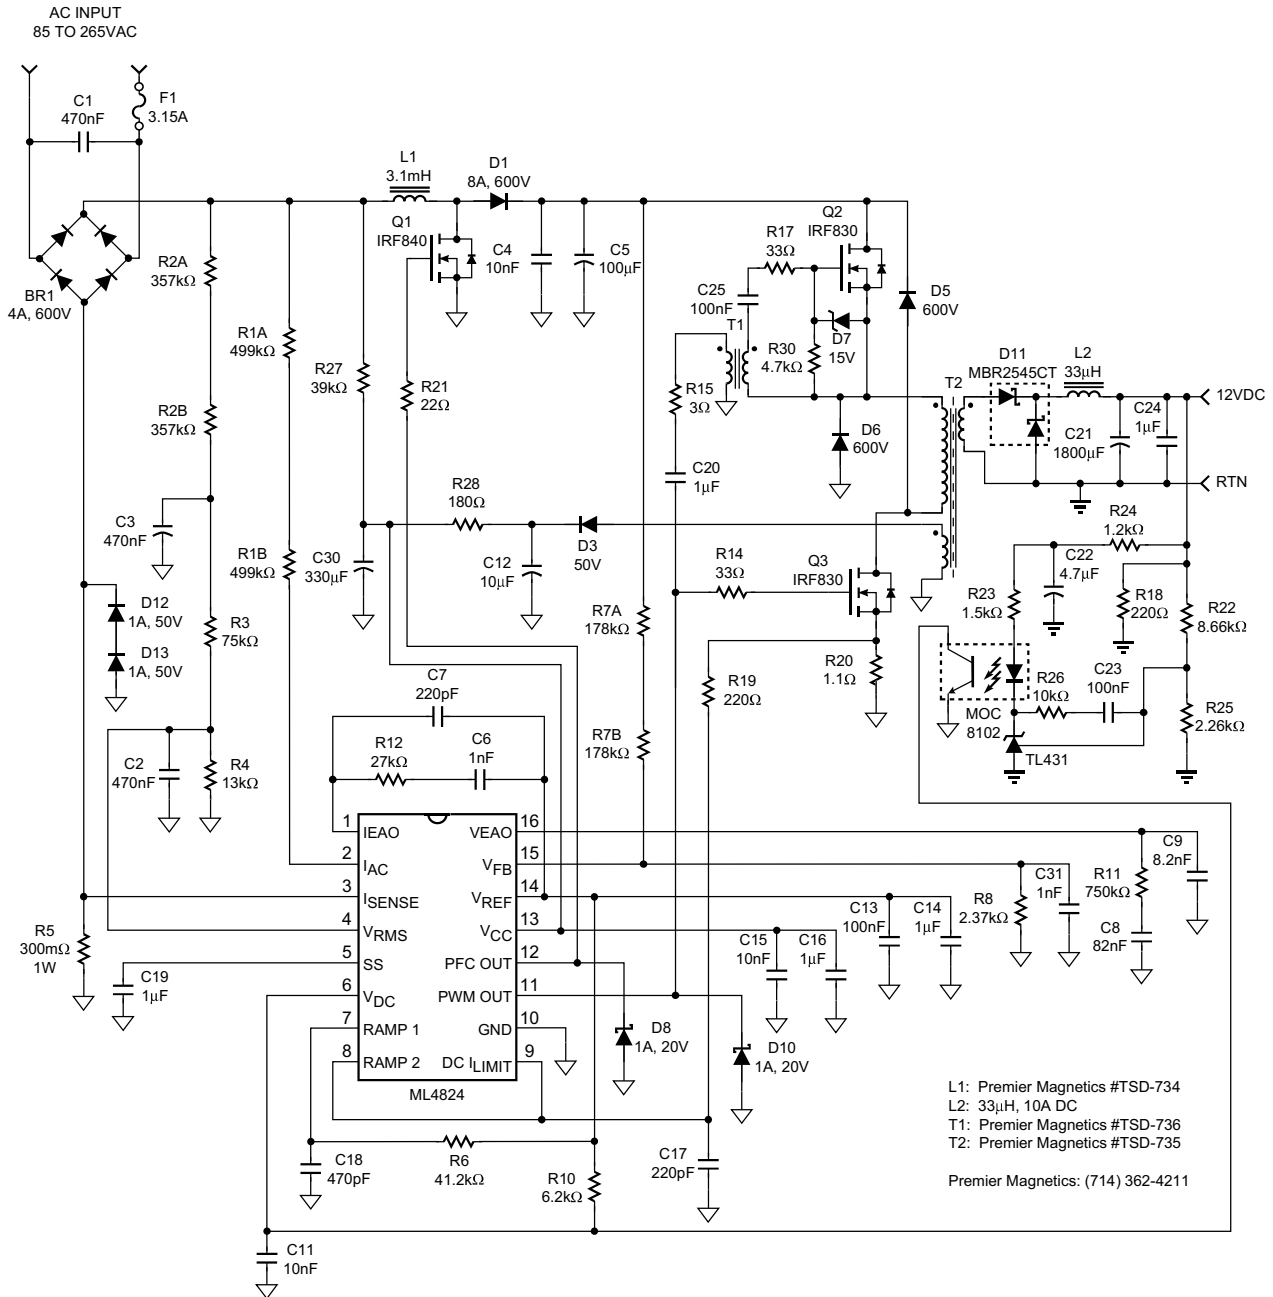 AC INPUT
85 TO 265VAC
C1
470nF
F1
3.15A
L1
3.1mH
D1
8A, 600V
Q1
IRF840
C4
10nF
C5
100µF
R17
33Ω
Q2
IRF830
C25
100nF
T1
D7
15V
R30
4.7kΩ
D5
600V
BR1
4A, 600V
R2A
357kΩ
R1A
499kΩ
R27
39kΩ
R21
22Ω
R15
3Ω
D6
600V
T2
D11
MBR2545CT
L2
33µH
12VDC
C24
1µF
C21
1800µF
RTN
R2B
357kΩ
C20
1µF
R28
180Ω
C3
470nF
R1B
499kΩ
C30
330µF
C12
10µF
D3
50V
R14
33Ω
Q3
IRF830
R24
1.2kΩ
C22
4.7µF
R23
1.5kΩ
R18
220Ω
R22
8.66kΩ
D12
1A, 50V
D13
1A, 50V
R3
75kΩ
R7A
178kΩ
R19
220Ω
R20
1.1Ω
R26
10kΩ
C23
100nF
MOC
8102
TL431
R25
2.26kΩ
C7
220pF
R12
27kΩ
C6
1nF
R7B
178kΩ
C2
470nF
R4
13kΩ
1 IEAO VEAO 16
2 IAC VFB 15
3 ISENSE VREF 14
4 VRMS VCC 13
5 SS PFC OUT 12
6 VDC PWM OUT 11
7 RAMP 1 GND 10
8 RAMP 2 DC ILIMIT 9
ML4824
C9
8.2nF
R11
750kΩ
C31
1nF
R8
2.37kΩ
C8
82nF
C13
100nF
C14
1µF
C15
10nF
C16
1µF
R5
300mΩ
1W
C19
1µF
D8
1A, 20V
D10
1A, 20V
C18
470pF
R6
41.2kΩ
R10
6.2kΩ
C17
220pF
C11
10nF
L1: Premier Magnetics #TSD-734
L2: 33µH, 10A DC
T1: Premier Magnetics #TSD-736
T2: Premier Magnetics #TSD-735
Premier Magnetics: (714) 362-4211